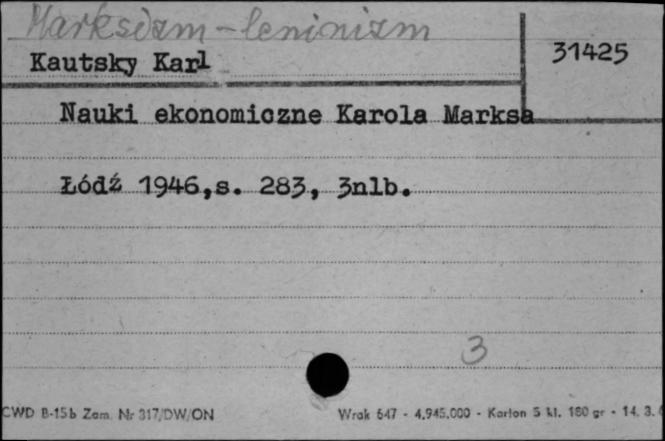 Marksizm-leninizm
Kautsky Karl
31425
Nauki ekonomiczne Karola Marksa
Łódź 1946,s. 283, 3nlb.
3
CWD B-15b Zam. Nr 317/DW/ON
Wrak 647 - 4.945.000 - Karton 5 kl. 180 gr - 14. 3.